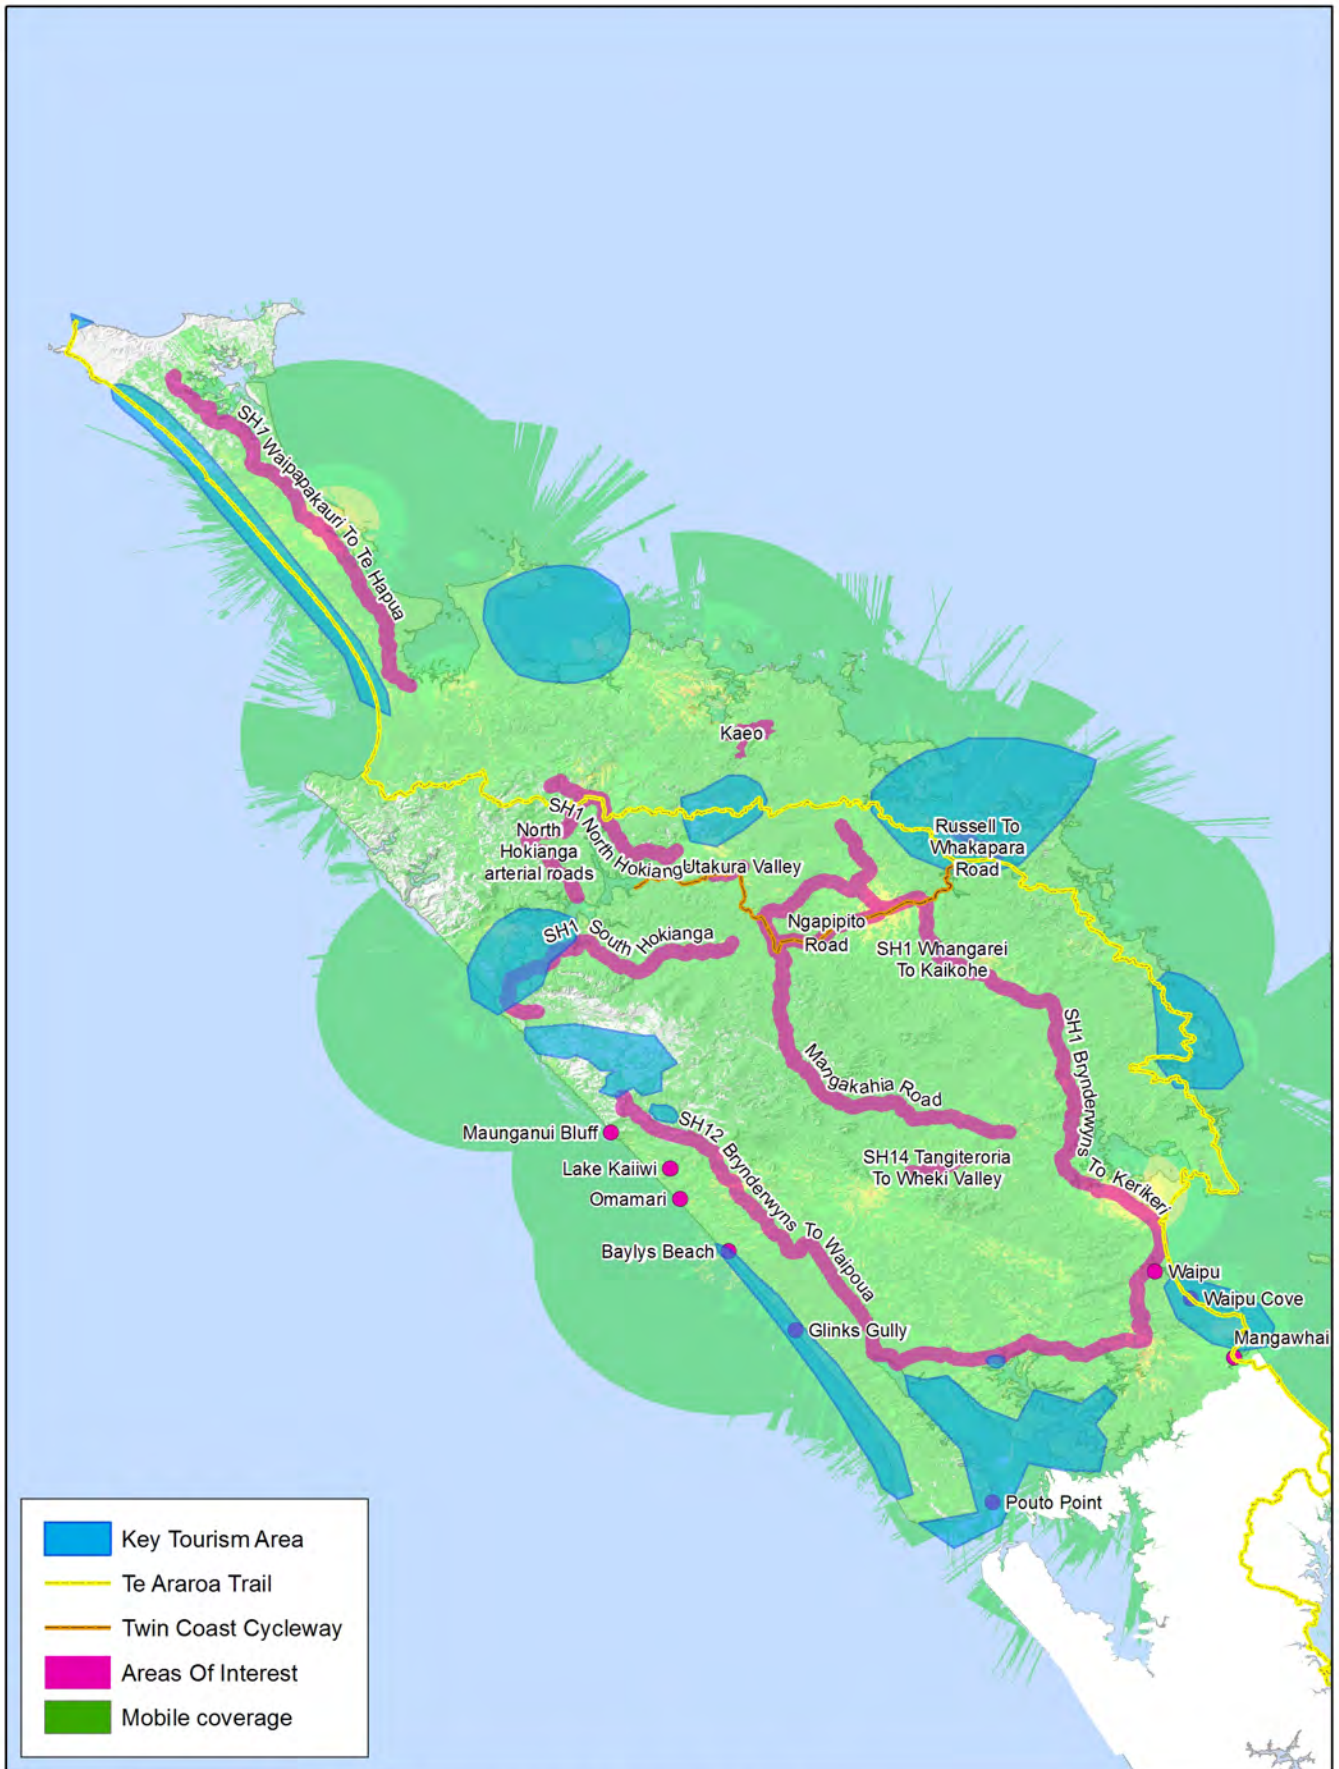 SH1 Waipapakauri To Te Hapua
Kaeo
SH1 North Hokianga
North
Hokianga
arterial roads
Utakura Valley
Russell To
Whakapara
Road
Ngapipito
Road
SH1 South Hokianga
SH1 Whangarei
To Kaikohe
SH1 Brynderwyns To Kerikeri
Mangakahia Road
SH12 Brynderwyns To Waipoua
Maunganui Bluff
SH14 Tangiteroria
To Wheki Valley
Lake Kaiiwi
Omamari
Baylys Beach
Waipu
Waipu Cove
Glinks Gully
Mangawhai
Pouto Point
Key Tourism Area
Te Araroa Trail
Twin Coast Cycleway
Areas Of Interest
Mobile coverage